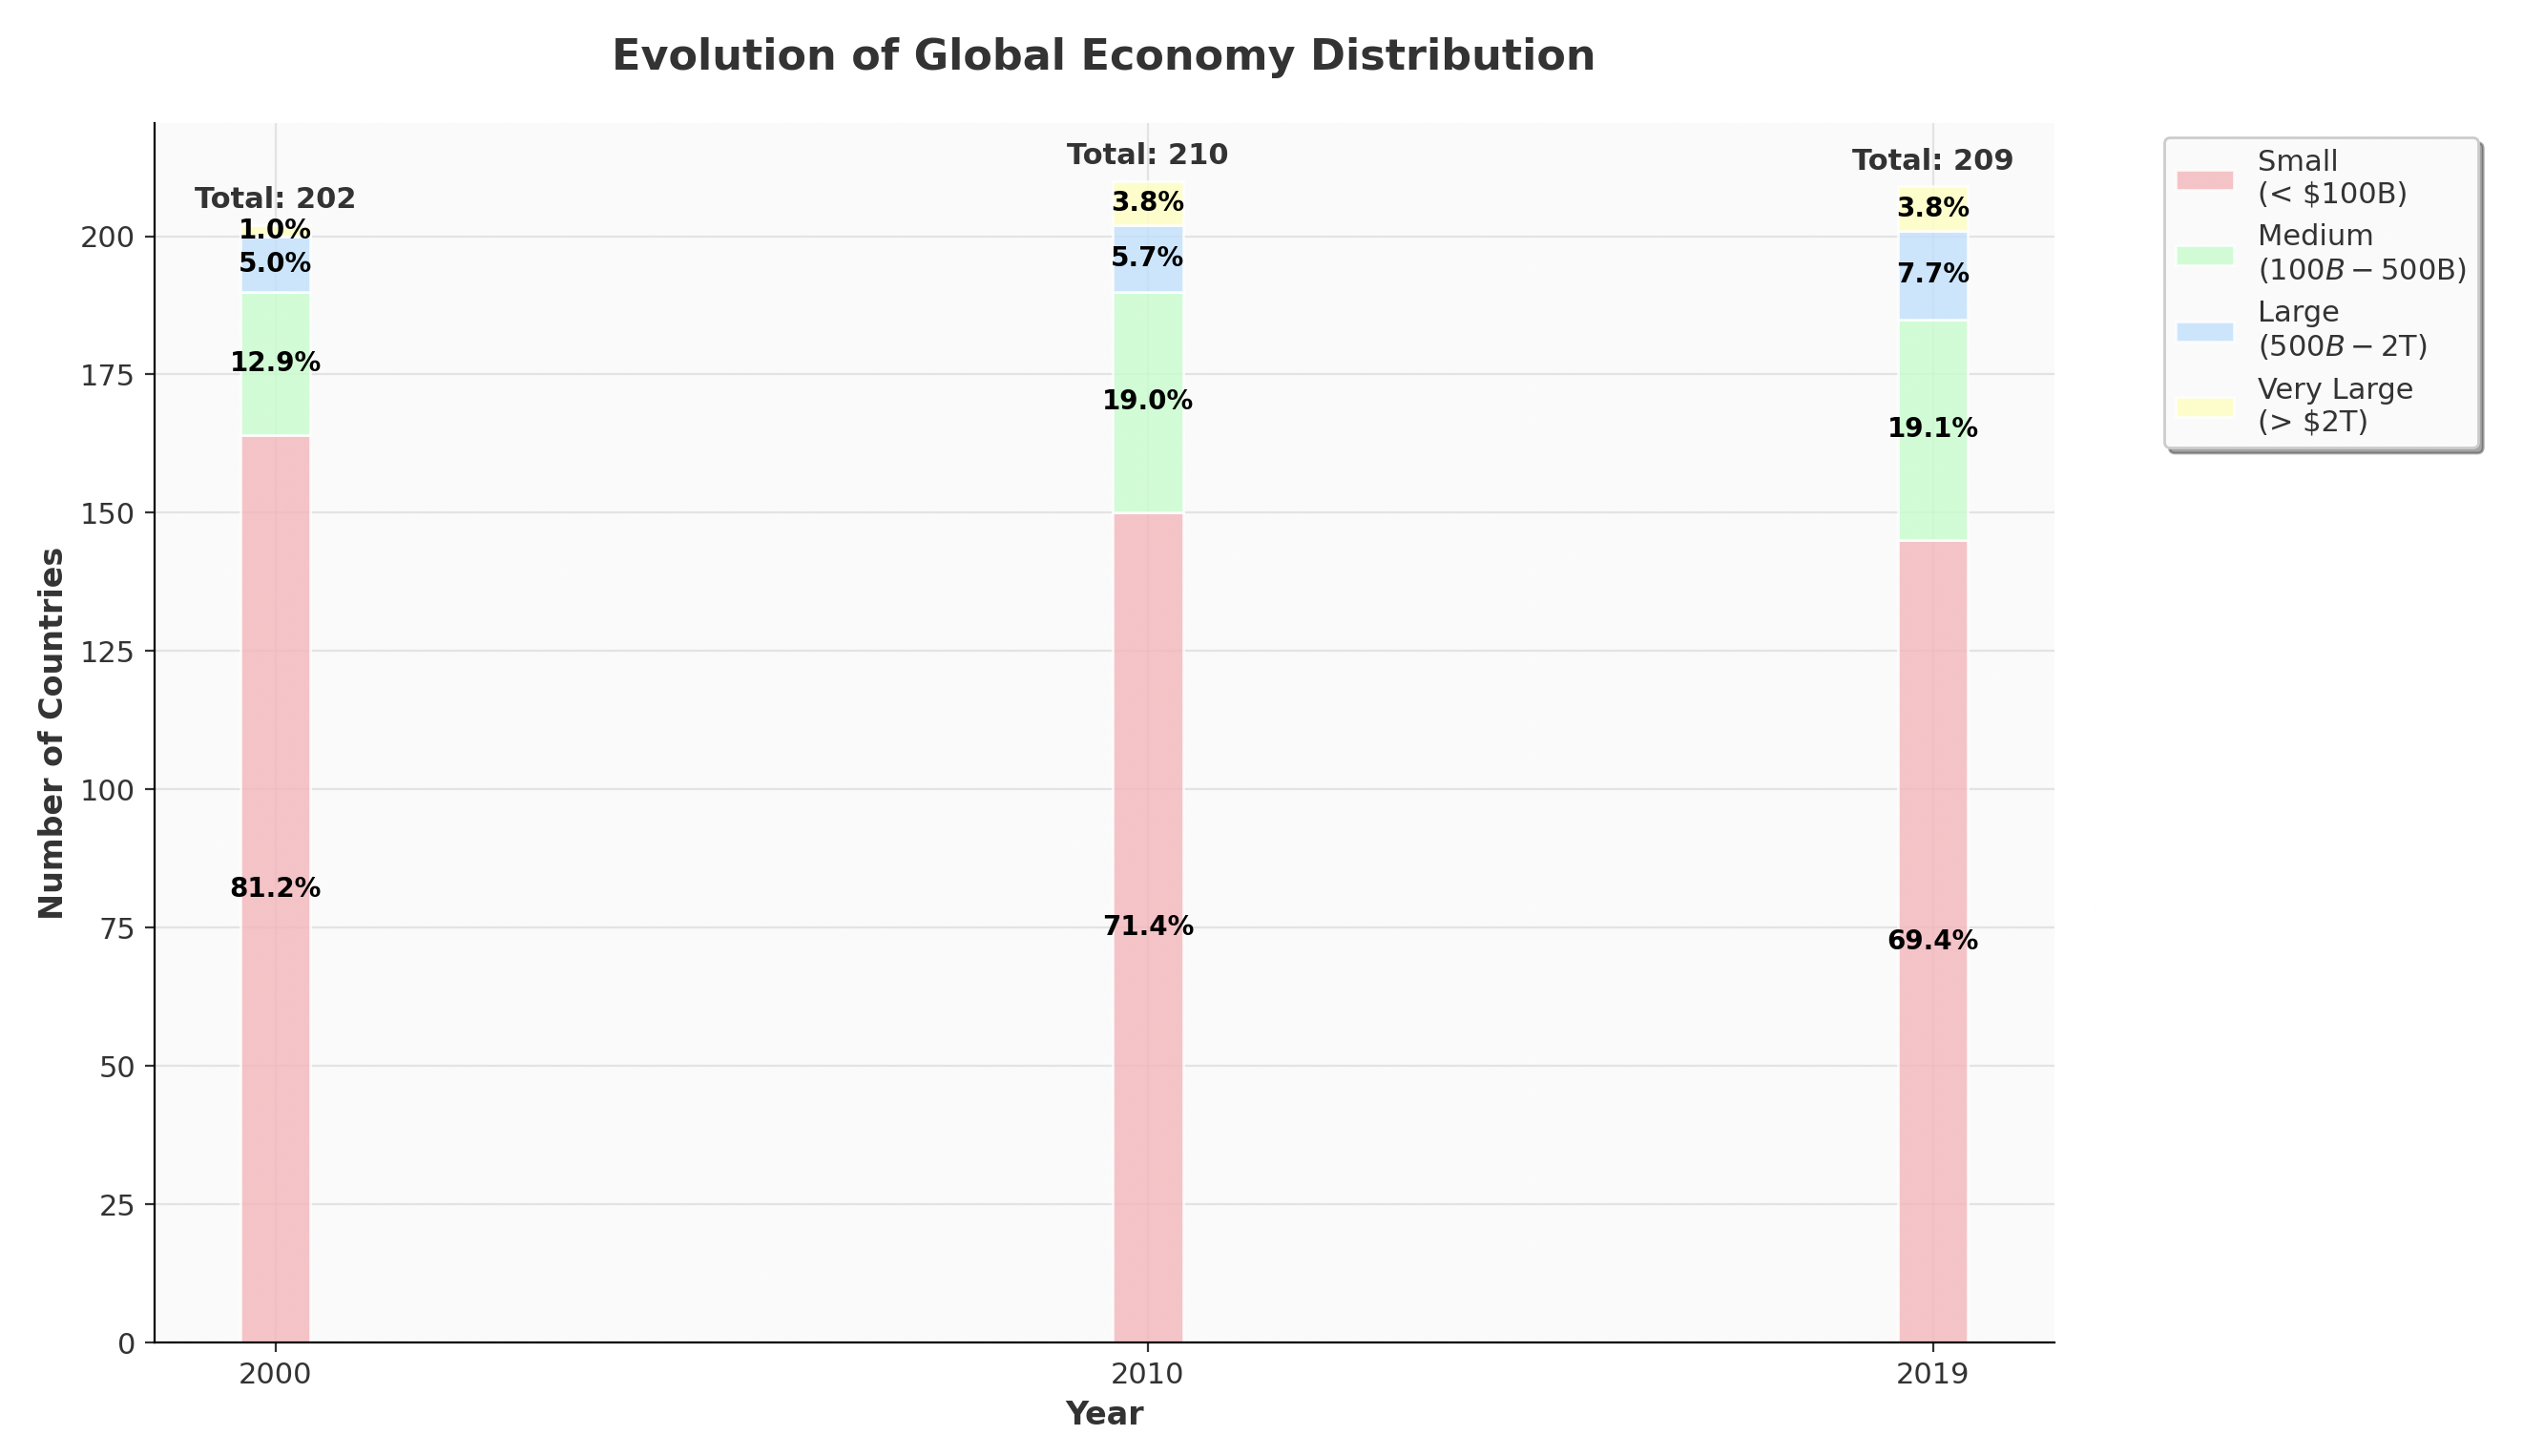 Evolution of Global Economy Distribution
Total: 202
Total: 210
Total: 209
1.0%
5.0%
12.9%
81.2%
3.8%
5.7%
19.0%
71.4%
3.8%
7.7%
19.1%
69.4%
Small
(< $100B)
Medium
(100B − 500B)
Large
(500B − 2T)
Very Large
(> $2T)
Number of Countries
200
175
150
125
100
75
50
25
0
2000
2010
2019
Year